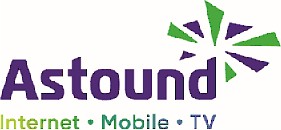 Astound
Internet • Mobile • TV